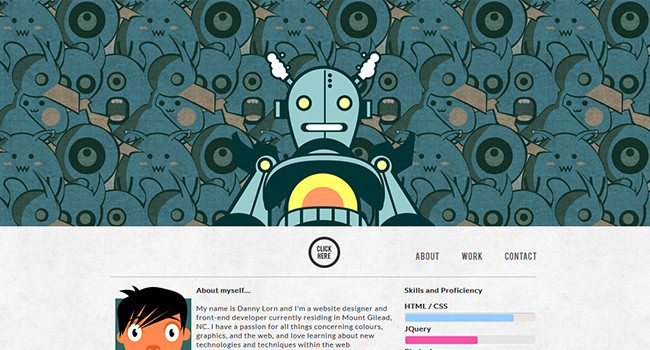 CLICK
HERE
ABOUT
WORK
CONTACT
About myself...
My name is Danny Lorn and I'm a website designer and
front-end developer currently residing in Mount Gilead,
NC. I have a passion for all things concerning colours,
graphics, and the web, and love learning about new
technologies and techniques within the web
Skills and Proficiency
HTML / CSS
JQuery